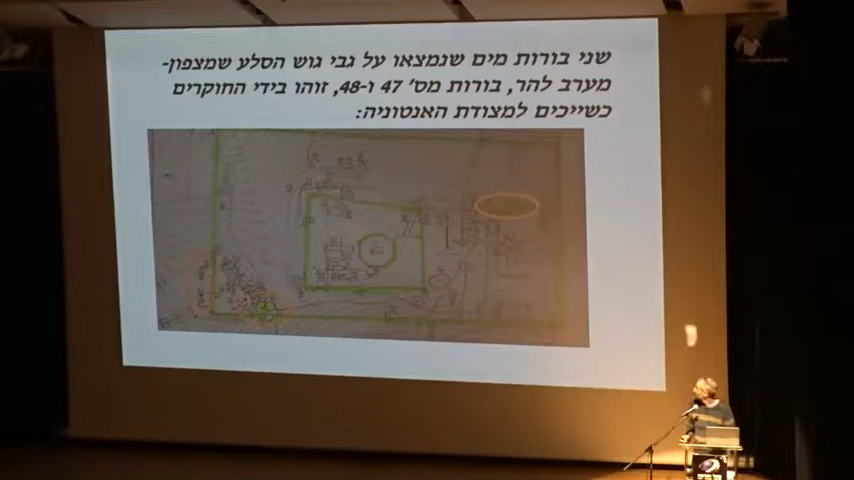 שני בורות מים שנמצאו על גבי גוש הסלע שמצפון-
מערב להר, בורות מס' 47 ו-48, זוהו בידי החוקרים
כשייכים למצודת האנטוניה: